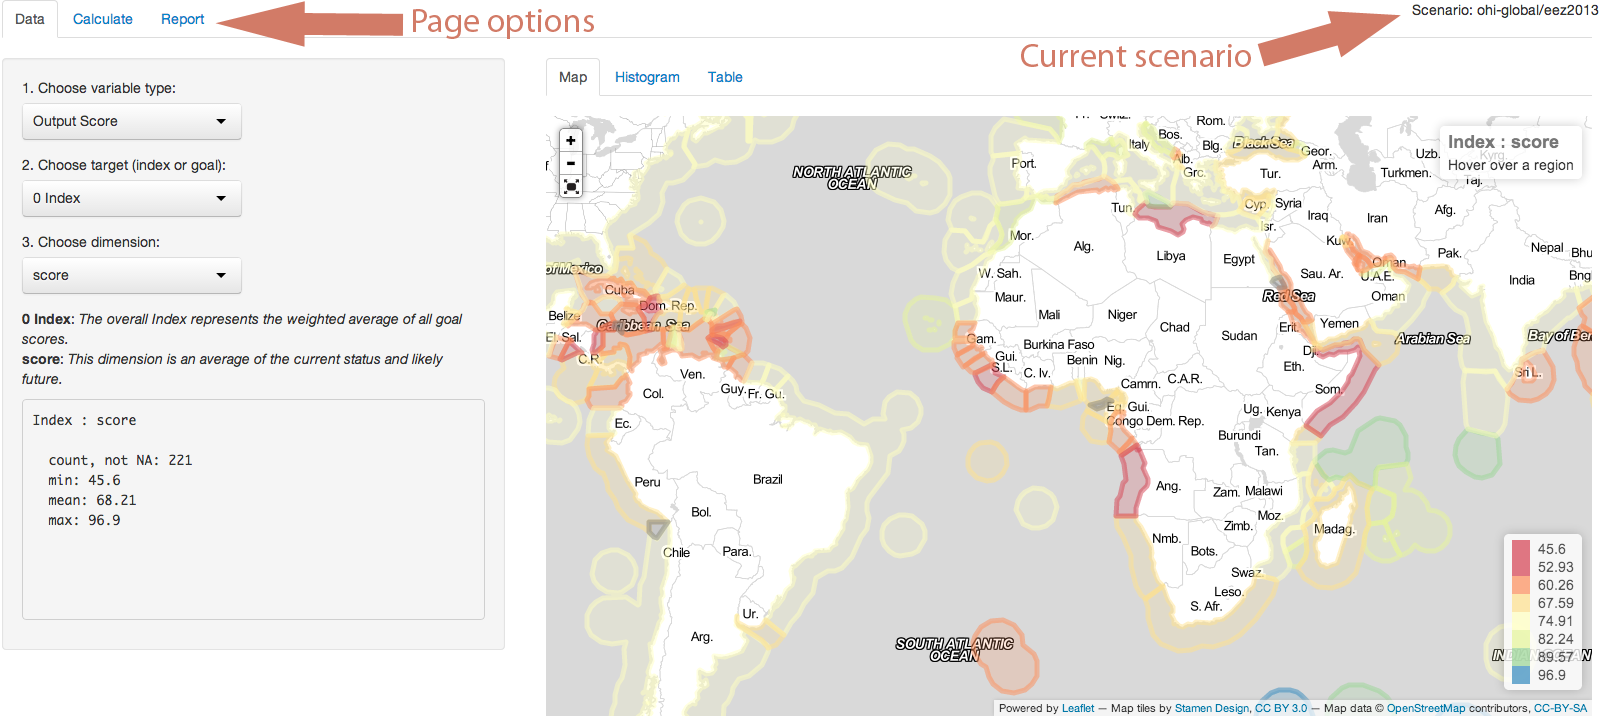 Data
Calculate
Report
Page options
Scenario: ohi-global/eez2013
Current scenario
1. Choose variable type:
Output Score
2. Choose target (index or goal):
0 Index
3. Choose dimension:
score
0 Index: The overall Index represents the weighted average of all goal
scores.
score: This dimension is an average of the current status and likely
future.
Index : score
count, not NA: 221
min: 45.6
mean: 68.21
max: 96.9
Map
Histogram
Table
+
-
Index : score
Hover over a region
NORTH ATLANTIC
OCEAN
Port.
Italy
Bos.
Rom.
Blg.
Alb.
Grc.
Black Sea
Geor.
Arm.
Tur.
Uzb.
Kyrg.
Turkmen.
Taj.
Cyp.
Syria
Isr.
Iraq
Iran
Afg.
Kuw.
Pak.
Nepal
Bhu
Bng
India
Tun.
Mor.
Alg.
Libya
Egypt
Sau. Ar.
Oman
U.A.E.
Oman
W. Sah.
Maur.
Mali
Niger
Chad
Sudan
Red Sea
Erit.
Yemen
Arabian Sea
Bay of Ben
of Mexico
Cuba
Dom. Rep.
Belize
Caribbean Sea
El. Sal.
C.R.
Ven.
Col.
Guy.
Fr. Gu.
Ec.
Peru
Brazil
Bol.
Chile
Para.
Ur.
Arg.
Gam.
Gui.
S.L.
C. Iv.
Burkina Faso
Benin
Nig.
Camrn.
C.A.R.
Eq. Gui.
Congo
Dem. Rep.
Dji.
Eth.
Som.
Ug.
Kenya
Burundi
Tan.
Sri L.
Ang.
Zam.
Malawi
Moz.
Zimb.
Madag.
Nmb.
Bots.
Swaz.
Leso.
S. Afr.
SOUTH ATLANTIC
OCEAN
45.6
52.93
60.26
67.59
74.91
82.24
89.57
96.9
Powered by Leaflet — Map tiles by Stamen Design, CC BY 3.0 — Map data © OpenStreetMap contributors, CC-BY-SA